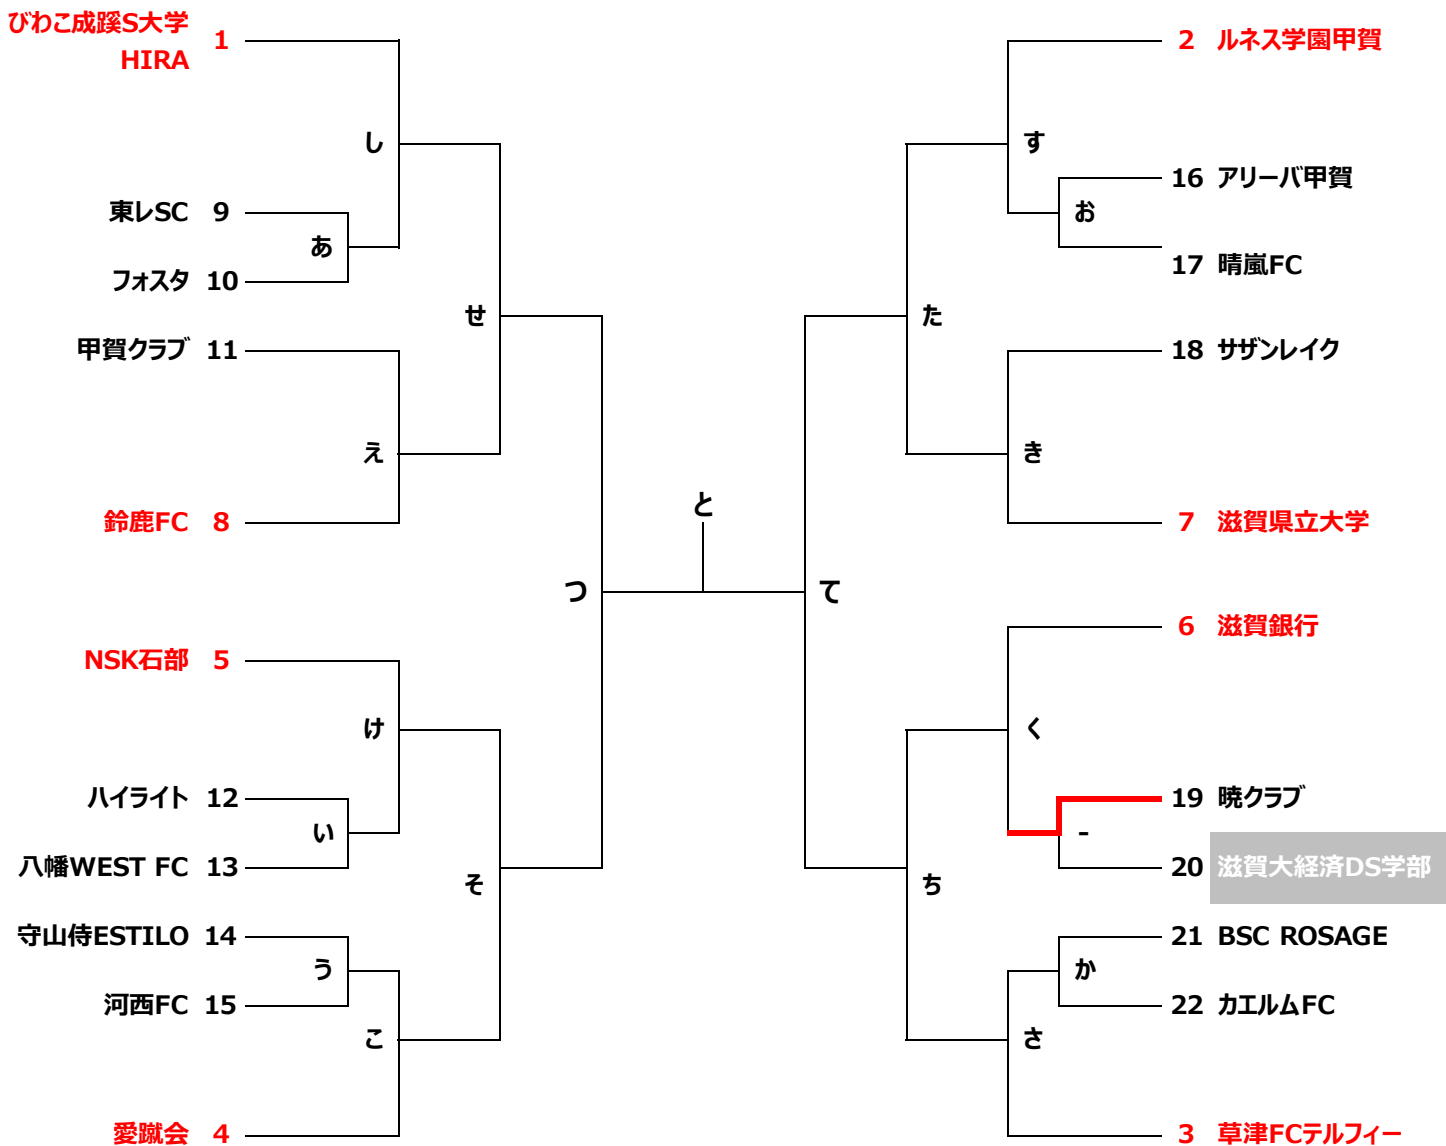 びわこ成蹊S大学
HIRA 1
し
東レSC 9
あ
フォスタ 10
せ
甲賀クラブ 11
え
鈴鹿FC 8
つ
NSK石部 5
け
ハイライト 12
い
八幡WEST FC 13
そ
守山侍ESTILO 14
う
河西FC 15
こ
愛蹴会 4
と
2 ルネス学園甲賀
す
16 アリーバ甲賀
お
17 晴嵐FC
た
18 サザンレイク
き
7 滋賀県立大学
て
6 滋賀銀行
く
19 暁クラブ
-
20 滋賀大経済DS学部
ち
21 BSC ROSAGE
か
22 カエルムFC
さ
3 草津FCテルフィー